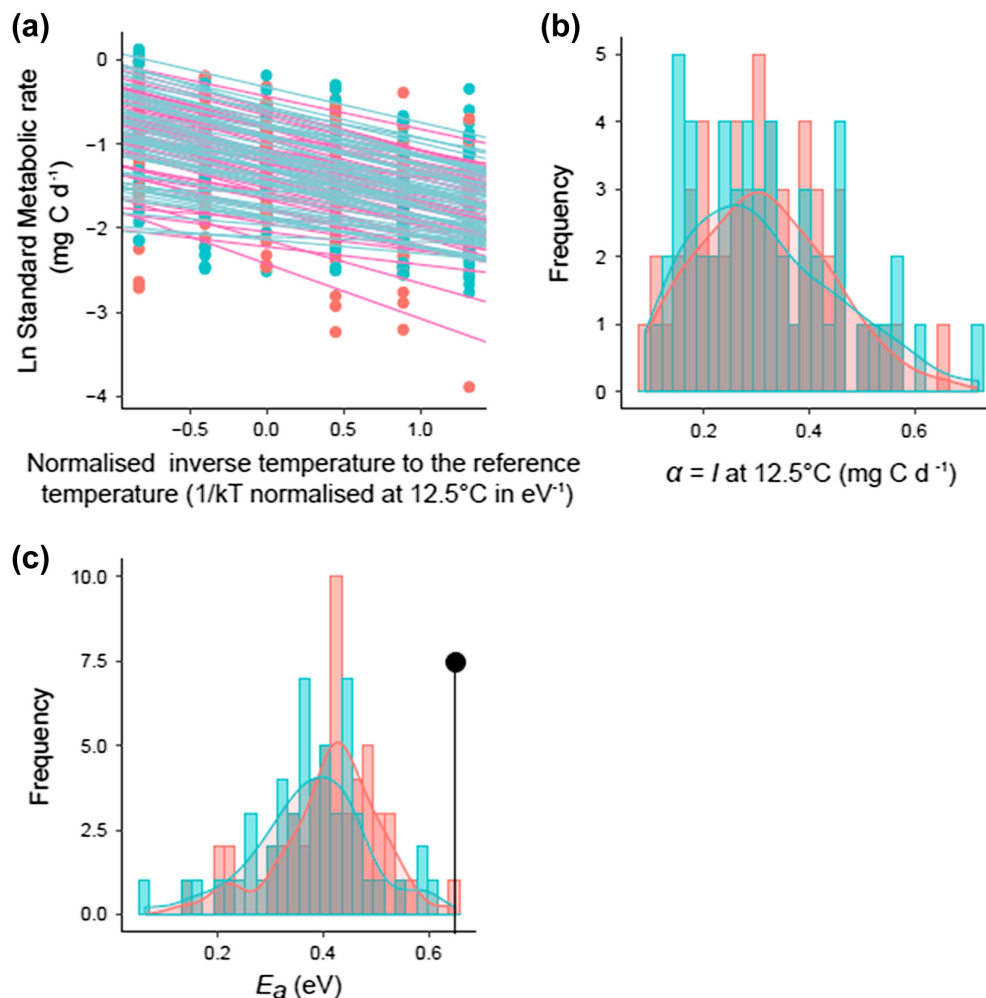 (a)
Ln Standard Metabolic rate
(mg C d⁻¹)
0
−1
−2
−3
−4
−0.5
0.0
0.5
1.0
Normalised inverse temperature to the reference
temperature (1/kT normalised at 12.5°C in eV⁻¹)
(b)
Frequency
5
4
3
2
1
0
0.2
0.4
0.6
α = I at 12.5°C (mg C d ⁻¹)
(c)
Frequency
10.0
7.5
5.0
2.5
0.0
0.2
0.4
0.6
Eₐ (eV)